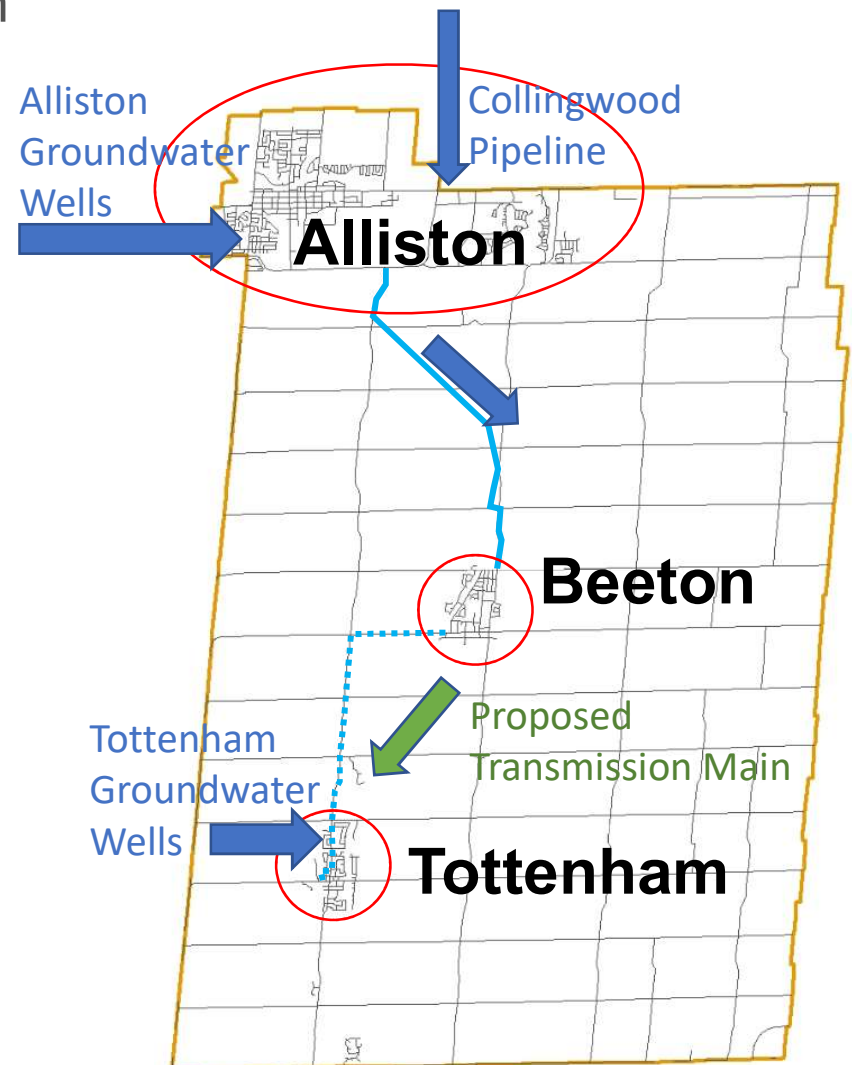 Alliston
Groundwater
Wells
Collingwood
Pipeline
Alliston
Beeton
Proposed
Transmission Main
Tottenham
Groundwater
Wells
Tottenham